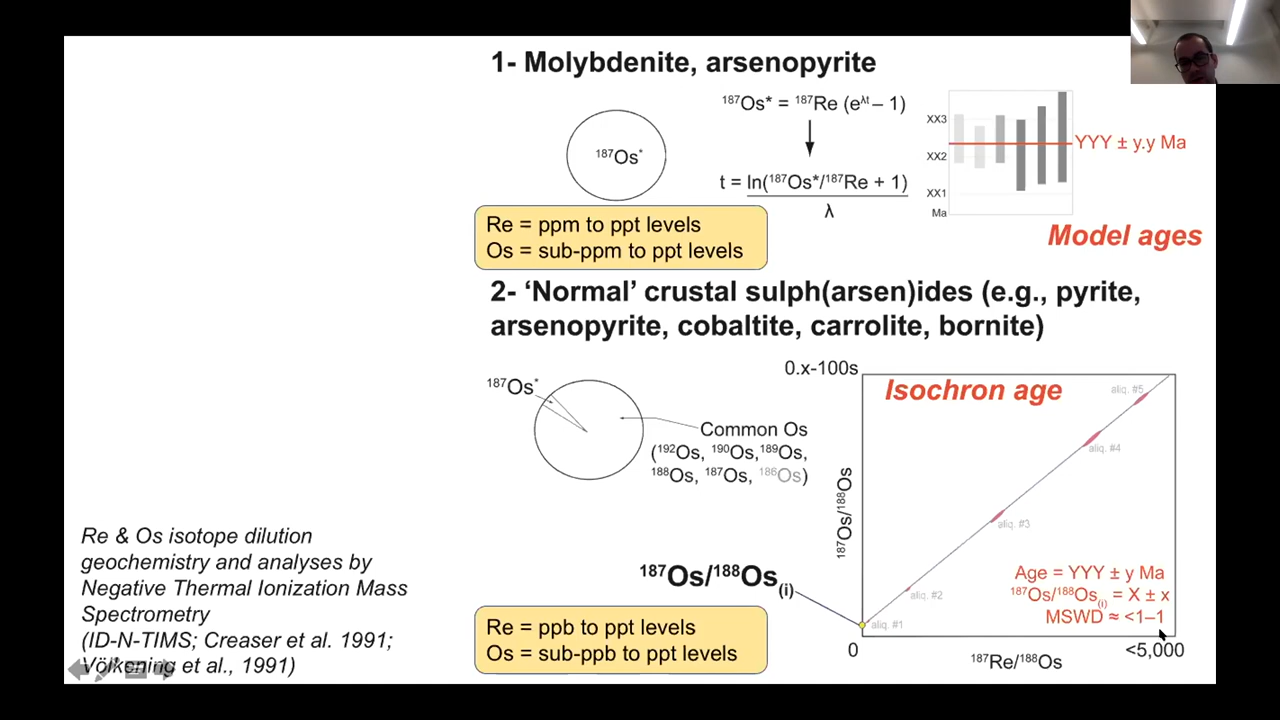 1- Molybdenite, arsenopyrite
¹⁸⁷Os*
¹⁸⁷Os* = ¹⁸⁷Re (e^λt – 1)
t = ln(¹⁸⁷Os*/¹⁸⁷Re + 1)
λ
XX3
XX2
XX1
Ma
YYY ± y.y Ma
Model ages
Re = ppm to ppt levels
Os = sub-ppm to ppt levels
2- ‘Normal’ crustal sulph(arsen)ides (e.g., pyrite,
arsenopyrite, cobaltite, carrolite, bornite)
¹⁸⁷Os*
Common Os
(¹⁹²Os, ¹⁹⁰Os,¹⁸⁹Os,
¹⁸⁸Os, ¹⁸⁷Os, ¹⁸⁶Os)
0.x-100s
Isochron age
aliq. #5
aliq. #4
aliq. #3
aliq. #2
aliq. #1
¹⁸⁷Os/¹⁸⁸Os
Age = YYY ± y Ma
¹⁸⁷Os/¹⁸⁸Os(i) = X ± x
MSWD ≈ <1–1
0
¹⁸⁷Re/¹⁸⁸Os
<5,000
¹⁸⁷Os/¹⁸⁸Os(i)
Re = ppb to ppt levels
Os = sub-ppb to ppt levels
Re & Os isotope dilution
geochemistry and analyses by
Negative Thermal Ionization Mass
Spectrometry
(ID-N-TIMS; Creaser et al. 1991;
Völkening et al., 1991)